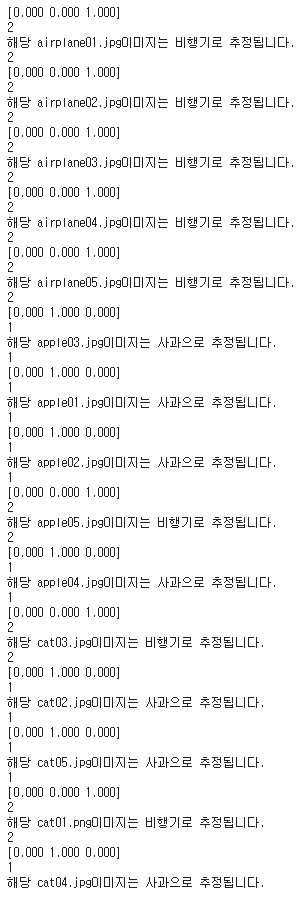 [0.000 0.000 1.000]
2
해당 airplane01.jpg이미지는 비행기로 추정됩니다.
2
[0.000 0.000 1.000]
2
해당 airplane02.jpg이미지는 비행기로 추정됩니다.
2
[0.000 0.000 1.000]
2
해당 airplane03.jpg이미지는 비행기로 추정됩니다.
2
[0.000 0.000 1.000]
2
해당 airplane04.jpg이미지는 비행기로 추정됩니다.
2
[0.000 0.000 1.000]
2
해당 airplane05.jpg이미지는 비행기로 추정됩니다.
2
[0.000 1.000 0.000]
1
해당 apple03.jpg이미지는 사과으로 추정됩니다.
1
[0.000 1.000 0.000]
1
해당 apple01.jpg이미지는 사과으로 추정됩니다.
1
[0.000 1.000 0.000]
1
해당 apple02.jpg이미지는 사과으로 추정됩니다.
1
[0.000 0.000 1.000]
2
해당 apple05.jpg이미지는 비행기로 추정됩니다.
2
[0.000 1.000 0.000]
1
해당 apple04.jpg이미지는 사과으로 추정됩니다.
1
[0.000 0.000 1.000]
2
해당 cat03.jpg이미지는 비행기로 추정됩니다.
2
[0.000 1.000 0.000]
1
해당 cat02.jpg이미지는 사과으로 추정됩니다.
1
[0.000 1.000 0.000]
1
해당 cat05.jpg이미지는 사과으로 추정됩니다.
1
[0.000 0.000 1.000]
2
해당 cat01.png이미지는 비행기로 추정됩니다.
2
[0.000 1.000 0.000]
1
해당 cat04.jpg이미지는 사과으로 추정됩니다.